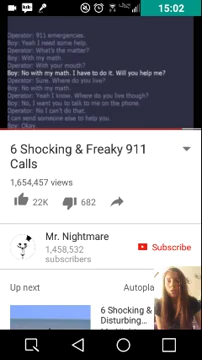 15:02
Operator: 911 emergencies.
Boy: Yeah I need some help.
Operator: What's the matter?
Boy: With my math.
Operator: With your mouth?
Boy: No with my math. I have to do it. Will you help me?
Operator: Sure. Where do you live?
Boy: No with my math.
Operator: Yeah I know. Where do you live though?
Boy: No, I want you to talk to me on the phone.
Operator: No I can't do that.
I can send someone else to help you.
Boy: Okay.
6 Shocking & Freaky 911
Calls
1,654,457 views
22K
682
Mr. Nightmare
1,458,532
subscribers
Subscribe
Up next
Autopla
6 Shocking &
Disturbing...